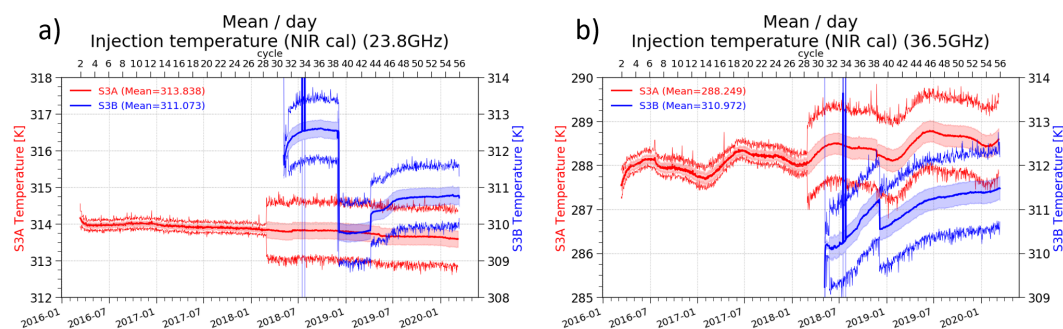 a)
Mean / day
Injection temperature (NIR cal) (23.8GHz)
cycle
2 4 6 8 10 12 14 16 18 20 22 24 26 28 30 32 34 36 38 40 42 44 46 48 50 52 54 56
S3A (Mean=313.838)
S3B (Mean=311.073)
S3A Temperature [K]
318
317
316
315
314
313
312
314
313
312
311
310
309
308
S3B Temperature [K]
2016-01 2016-07 2017-01 2017-07 2018-01 2018-07 2019-01 2019-07 2020-01
b)
Mean / day
Injection temperature (NIR cal) (36.5GHz)
cycle
2 4 6 8 10 12 14 16 18 20 22 24 26 28 30 32 34 36 38 40 42 44 46 48 50 52 54 56
S3A (Mean=288.249)
S3B (Mean=310.972)
S3A Temperature [K]
290
289
288
287
286
285
314
313
312
311
310
309
S3B Temperature [K]
2016-01 2016-07 2017-01 2017-07 2018-01 2018-07 2019-01 2019-07 2020-01